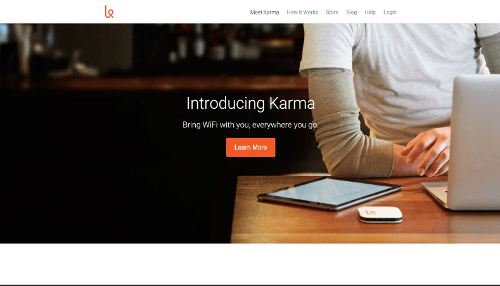 Meet Karma How it Works Store Blog Help Login
Introducing Karma
Bring WiFi with you, everywhere you go.
Learn More